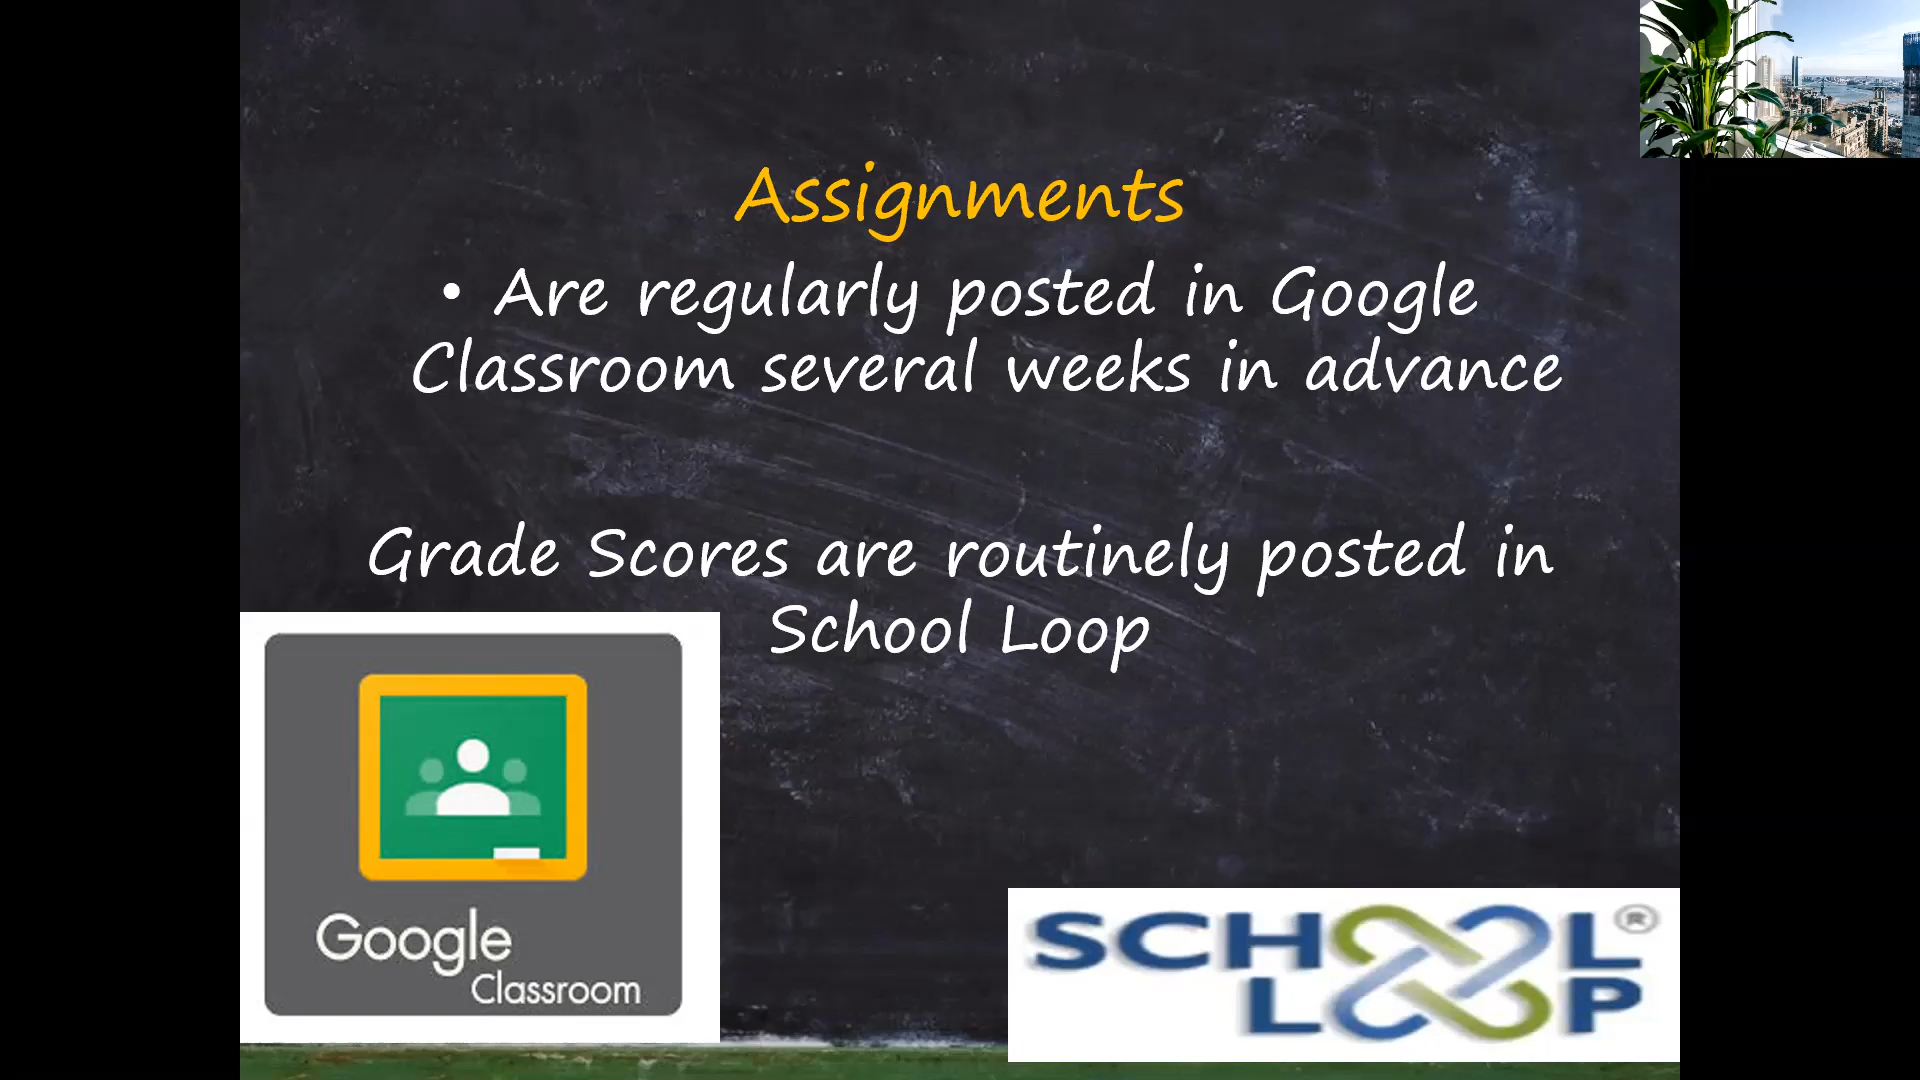 Assignments
• Are regularly posted in Google
Classroom several weeks in advance
Grade Scores are routinely posted in
School Loop
Google
Classroom
SCHOOL®
LOOP